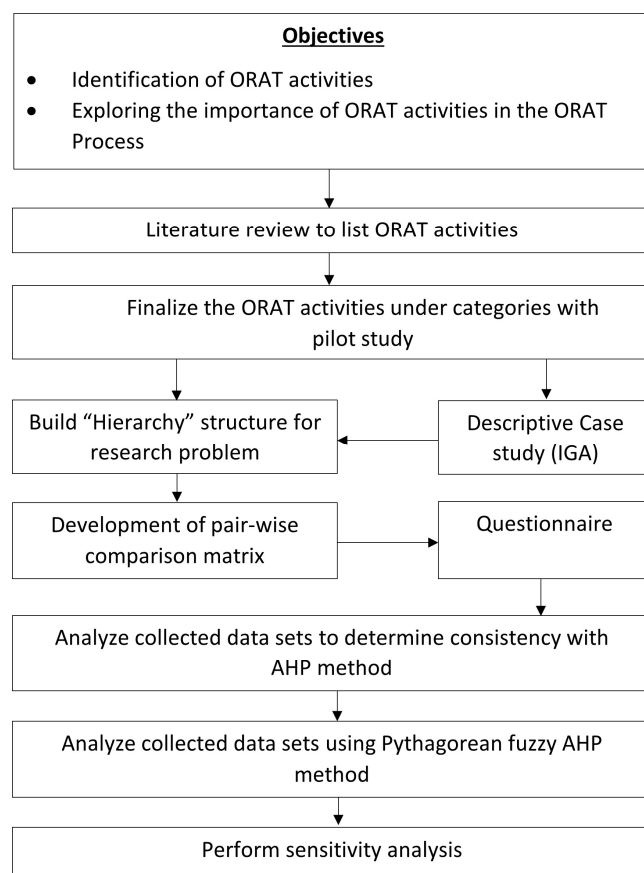 Objectives
• Identification of ORAT activities
• Exploring the importance of ORAT activities in the ORAT
Process
Literature review to list ORAT activities
Finalize the ORAT activities under categories with
pilot study
Build “Hierarchy” structure for
research problem
Descriptive Case
study (IGA)
Development of pair-wise
comparison matrix
Questionnaire
Analyze collected data sets to determine consistency with
AHP method
Analyze collected data sets using Pythagorean fuzzy AHP
method
Perform sensitivity analysis